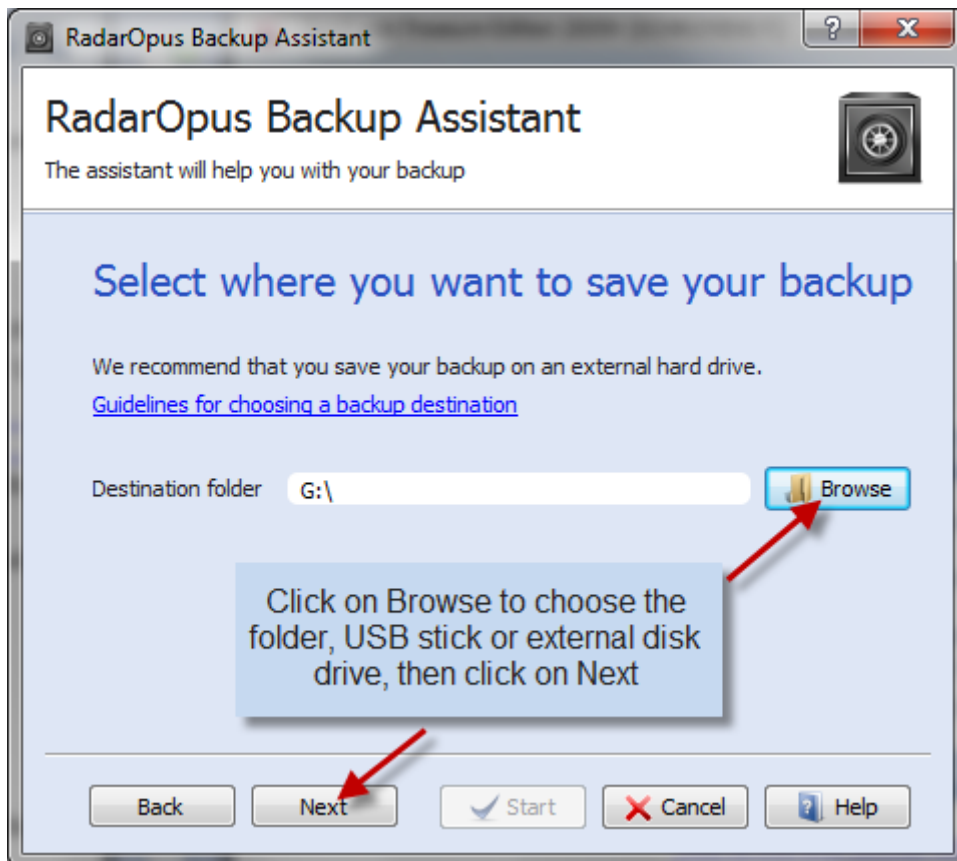 RadarOpus Backup Assistant
?
X
RadarOpus Backup Assistant
The assistant will help you with your backup
Select where you want to save your backup
We recommend that you save your backup on an external hard drive.
Guidelines for choosing a backup destination
Destination folder G:\ Browse
Click on Browse to choose the
folder, USB stick or external disk
drive, then click on Next
Back Next Start Cancel Help